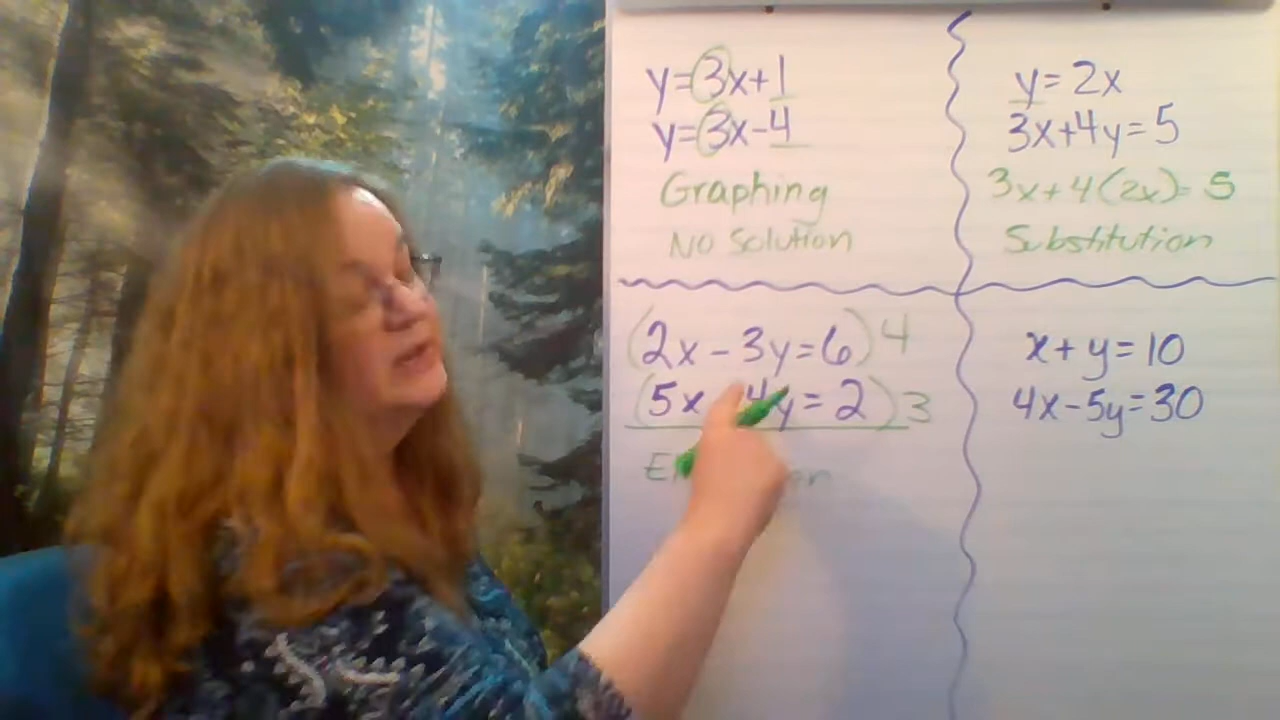 y=3x+1
y=3x-4
Graphing
No Solution
y=2x
3x+4y=5
3x+4(2x)=5
Substitution
(2x-3y=6)4
(5x 4y=2)3
x+y=10
4x-5y=30